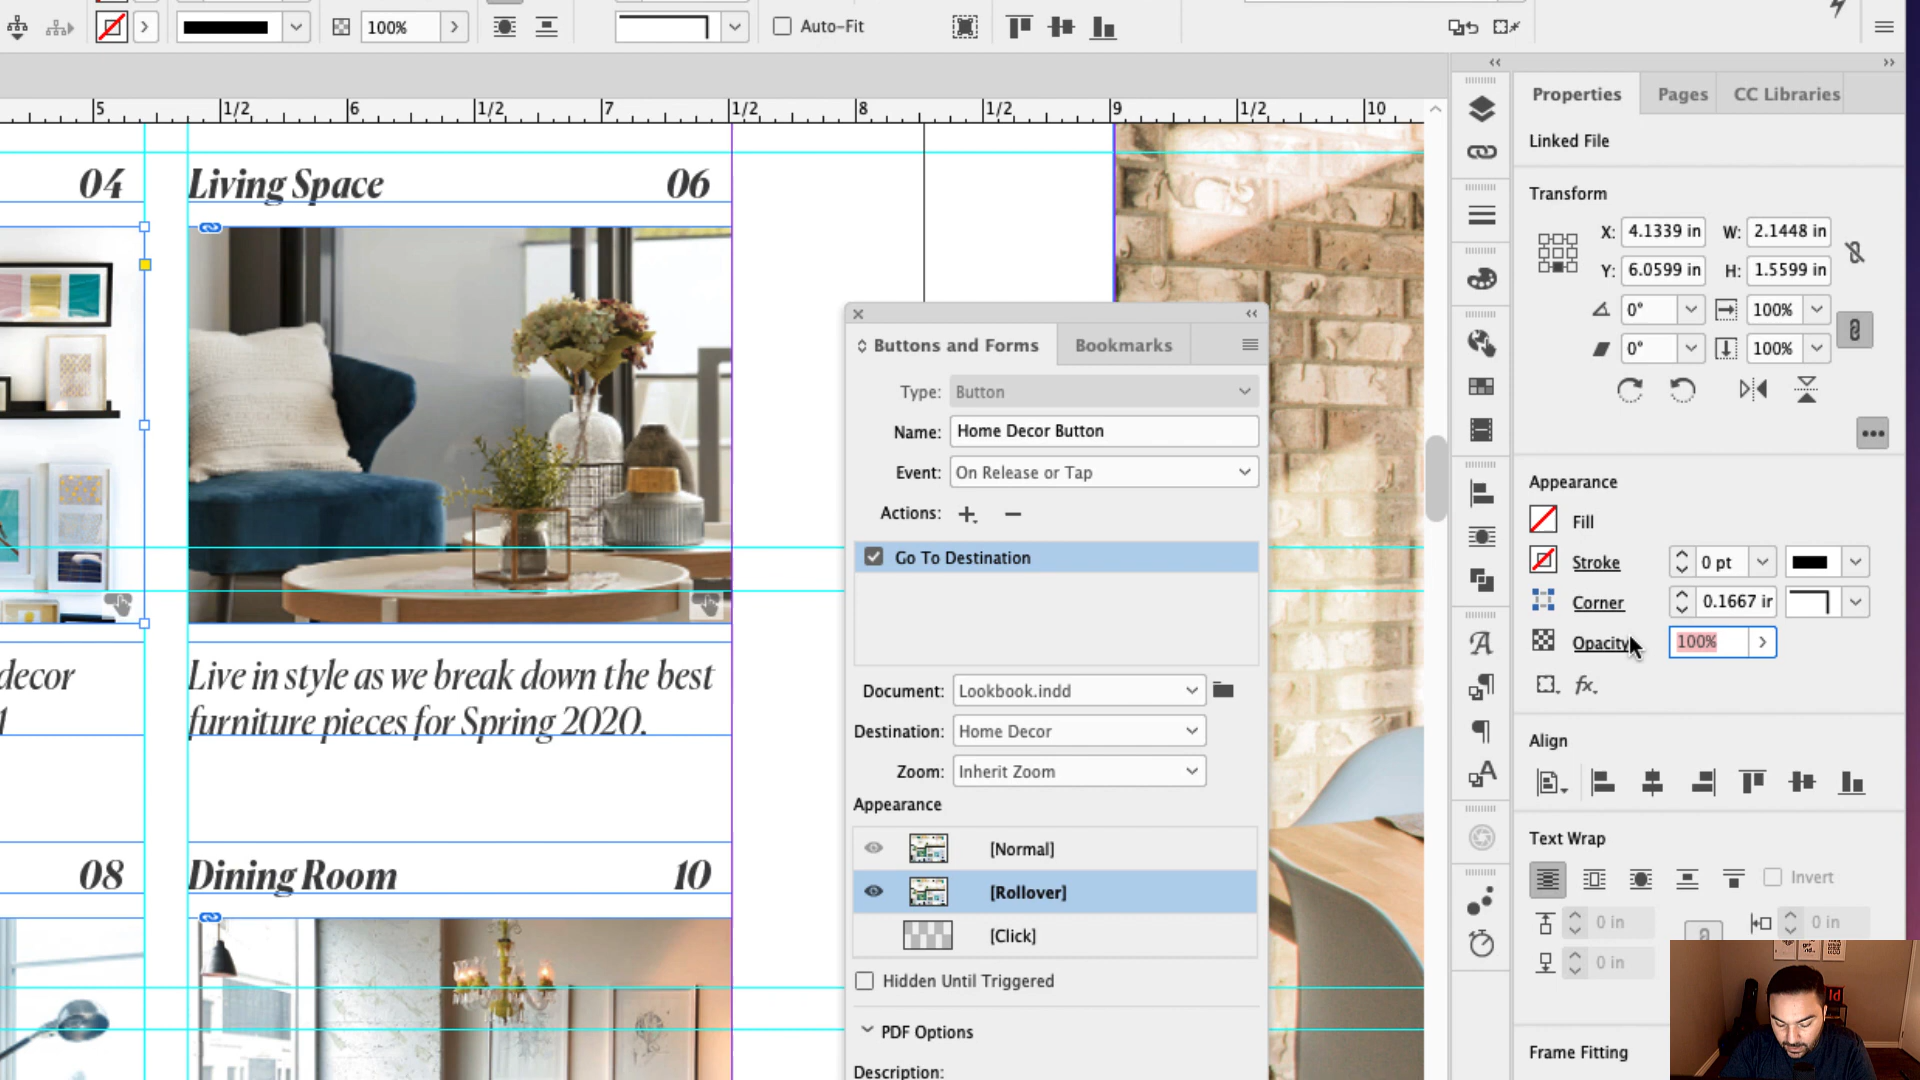 100%
Auto-Fit
5 1/2 6 1/2 7 1/2 8 1/2 9 1/2 10
Properties
Pages
CC Libraries
Linked File
Transform
X: 4.1339 in W: 2.1448 in
Y: 6.0599 in H: 1.5599 in
0° 100%
0° 100%
Appearance
Fill
Stroke 0 pt
Corner 0.1667 ir
Opacity 100%
fx.
Align
Text Wrap
Invert
0 in 0 in
0 in
Frame Fitting
04
Living Space 06
decor
Live in style as we break down the best
furniture pieces for Spring 2020.
08
Dining Room 10
Buttons and Forms
Bookmarks
Type: Button
Name: Home Decor Button
Event: On Release or Tap
Actions:
Go To Destination
Document: Lookbook.indd
Destination: Home Decor
Zoom: Inherit Zoom
Appearance
[Normal]
[Rollover]
[Click]
Hidden Until Triggered
PDF Options
Description:
Id